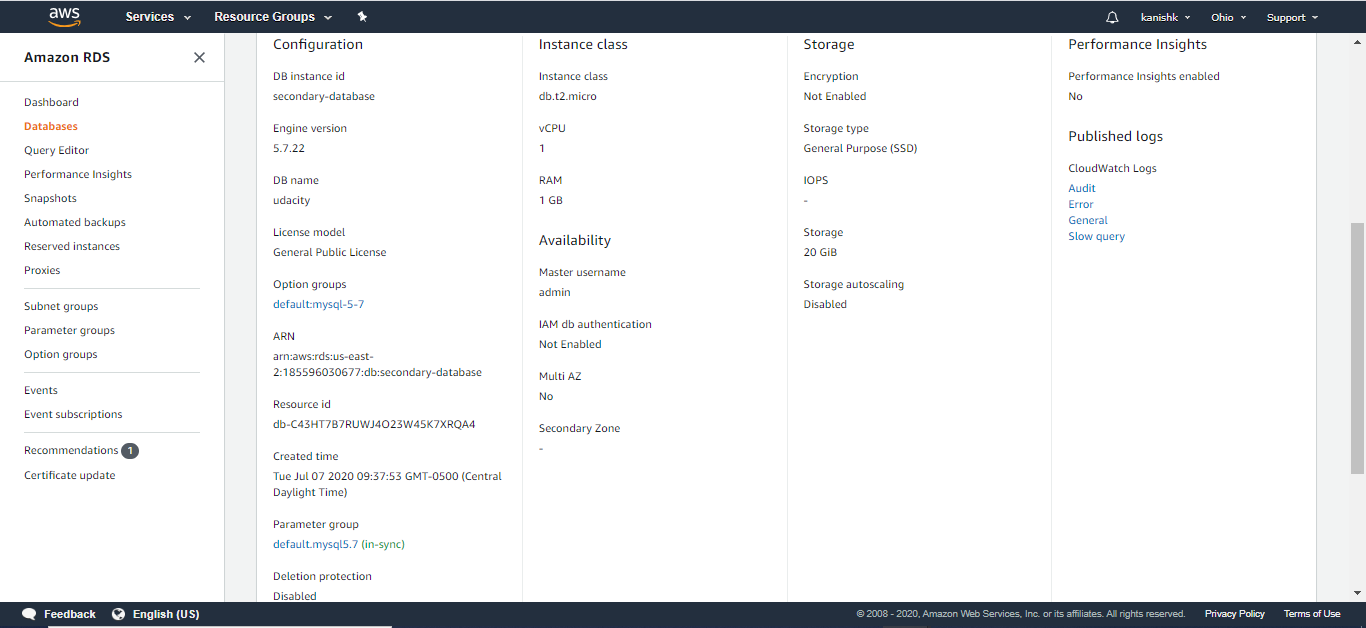 aws
Services
Resource Groups
kanishk
Ohio
Support
Amazon RDS
Dashboard
Databases
Query Editor
Performance Insights
Snapshots
Automated backups
Reserved instances
Proxies
Subnet groups
Parameter groups
Option groups
Events
Event subscriptions
Recommendations 1
Certificate update
Configuration
DB instance id
secondary-database
Engine version
5.7.22
DB name
udacity
License model
General Public License
Option groups
default:mysql-5-7
ARN
arn:aws:rds:us-east-
2:185596030677:db:secondary-database
Resource id
db-C43HT7B7RUWJ4O23W45K7XRQA4
Created time
Tue Jul 07 2020 09:37:53 GMT-0500 (Central
Daylight Time)
Parameter group
default.mysql5.7 (in-sync)
Deletion protection
Disabled
Instance class
Instance class
db.t2.micro
vCPU
1
RAM
1 GB
Availability
Master username
admin
IAM db authentication
Not Enabled
Multi AZ
No
Secondary Zone
-
Storage
Encryption
Not Enabled
Storage type
General Purpose (SSD)
IOPS
-
Storage
20 GiB
Storage autoscaling
Disabled
Performance Insights
Performance Insights enabled
No
Published logs
CloudWatch Logs
Audit
Error
General
Slow query
Feedback
English (US)
© 2008 - 2020, Amazon Web Services, Inc. or its affiliates. All rights reserved.
Privacy Policy
Terms of Use